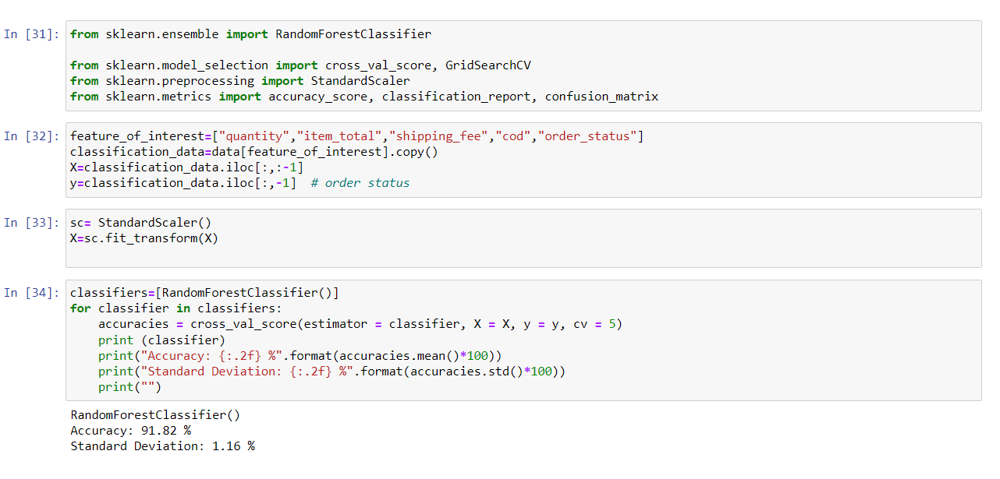 In [31]: from sklearn.ensemble import RandomForestClassifier
from sklearn.model_selection import cross_val_score, GridSearchCV
from sklearn.preprocessing import StandardScaler
from sklearn.metrics import accuracy_score, classification_report, confusion_matrix
In [32]: feature_of_interest=["quantity","item_total","shipping_fee","cod","order_status"]
classification_data=data[feature_of_interest].copy()
X=classification_data.iloc[:,:-1]
y=classification_data.iloc[:,-1]  # order status
In [33]: sc= StandardScaler()
X=sc.fit_transform(X)
In [34]: classifiers=[RandomForestClassifier()]
for classifier in classifiers:
    accuracies = cross_val_score(estimator = classifier, X = X, y = y, cv = 5)
    print (classifier)
    print("Accuracy: {:.2f} %".format(accuracies.mean()*100))
    print("Standard Deviation: {:.2f} %".format(accuracies.std()*100))
    print("")
RandomForestClassifier()
Accuracy: 91.82 %
Standard Deviation: 1.16 %